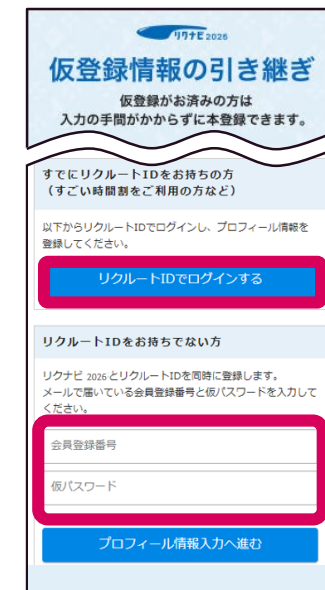 リクナビ2026
仮登録情報の引き継ぎ
仮登録がお済みの方は
入力の手間がかからずに本登録できます。
すでにリクルートIDをお持ちの方
（すごい時間割をご利用の方など）
以下からリクルートIDでログインし、プロフィール情報を
登録してください。
リクルートIDでログインする
リクルートIDをお持ちでない方
リクナビ 2026とリクルートIDを同時に登録します。
メールで届いている会員登録番号と仮パスワードを入力して
ください。
会員登録番号
仮パスワード
プロフィール情報入力へ進む